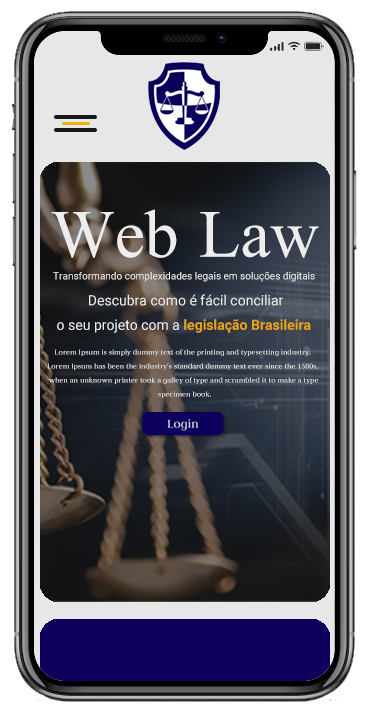 Web Law
Transformando complexidades legais em soluções digitais
Descubra como é fácil conciliar
o seu projeto com a legislação Brasileira
Lorem Ipsum is simply dummy text of the printing and typesetting industry.
Lorem Ipsum has been the industry's standard dummy text ever since the 1500s,
when an unknown printer took a galley of type and scrambled it to make a type
specimen book.
Login